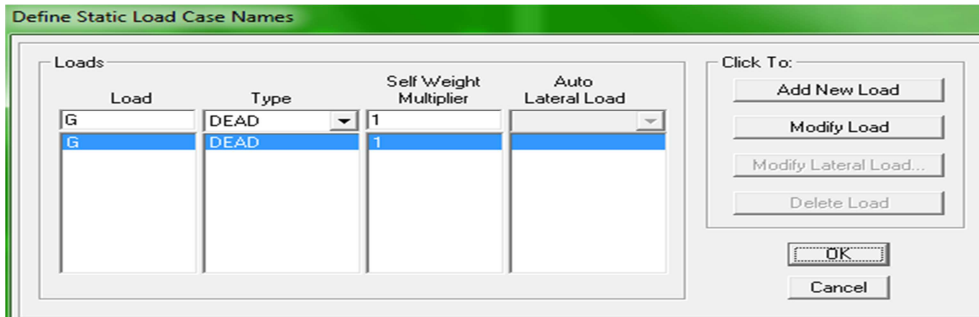 Define Static Load Case Names
Loads
Load
Type
Self Weight
Multiplier
Auto
Lateral Load
G
DEAD
1
G
DEAD
1
Click To:
Add New Load
Modify Load
Modify Lateral Load...
Delete Load
OK
Cancel